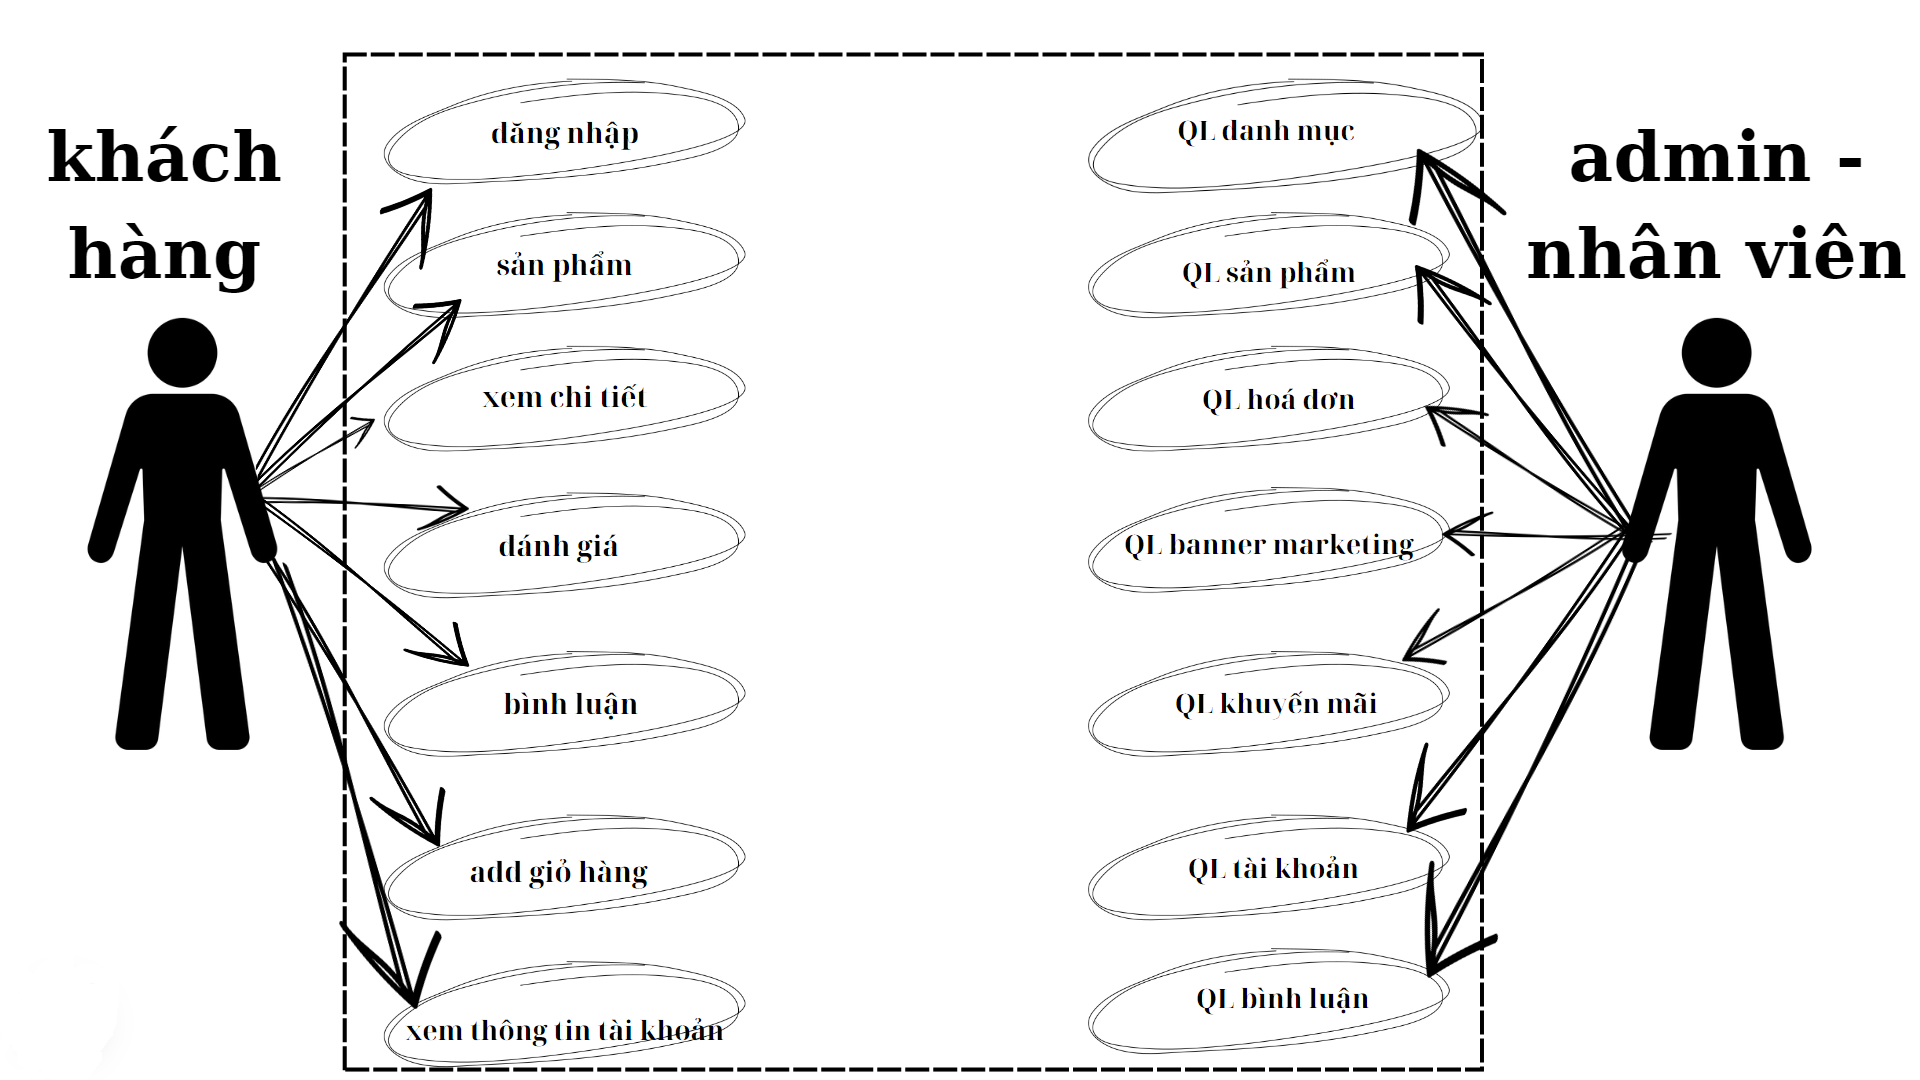 khách
hàng
đăng nhập
sản phẩm
xem chi tiết
đánh giá
bình luận
add giỏ hàng
xem thông tin tài khoản
QL danh mục
QL sản phẩm
QL hoá đơn
QL banner marketing
QL khuyến mãi
QL tài khoản
QL bình luận
admin -
nhân viên